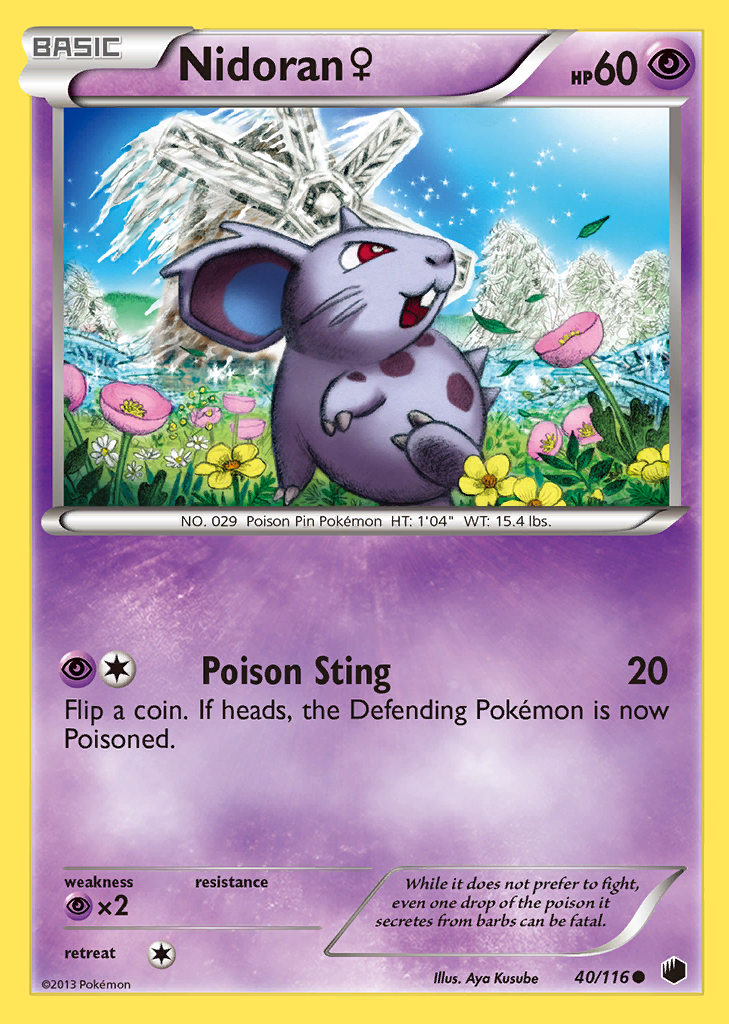 BASIC
Nidoran♀
HP60
NO. 029 Poison Pin Pokémon HT: 1'04" WT: 15.4 lbs.
Poison Sting 20
Flip a coin. If heads, the Defending Pokémon is now
Poisoned.
weakness resistance
×2
retreat
While it does not prefer to fight,
even one drop of the poison it
secretes from barbs can be fatal.
©2013 Pokémon
Illus. Aya Kusube
40/116